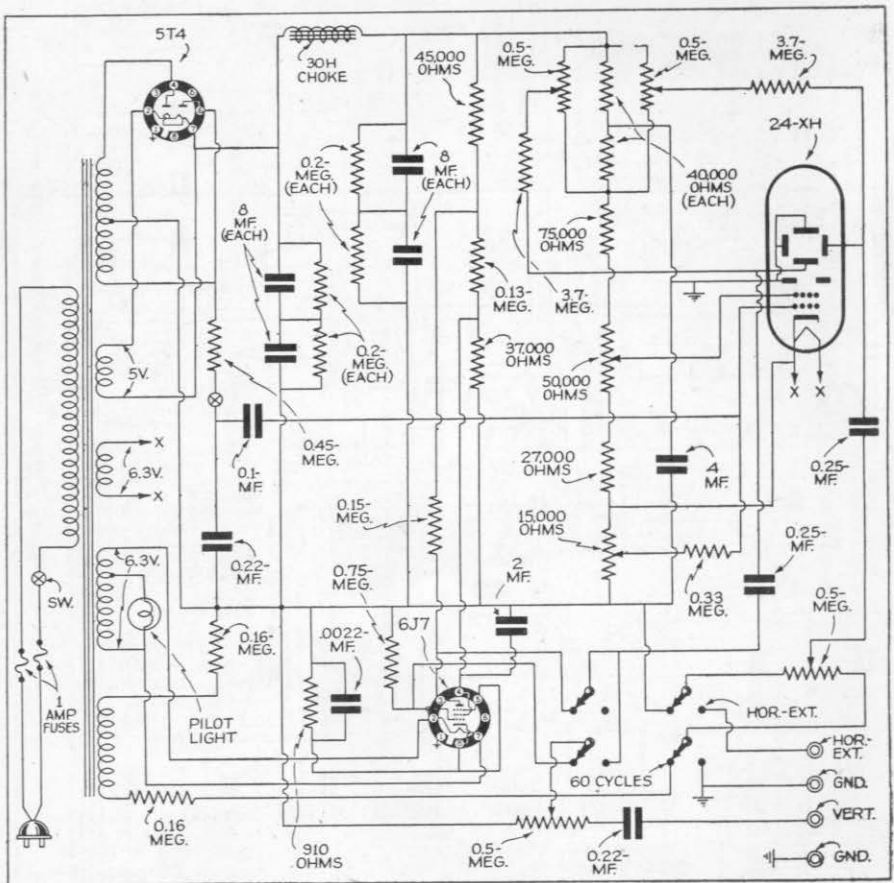 5T4
30H
CHOKE
45,000
OHMS
0.5-
MEG.
0.5-
MEG.
3.7-
MEG.
24-XH
0.2-
MEG.
(EACH)
8
MF.
(EACH)
40,000
OHMS
(EACH)
8
MF.
(EACH)
75,000
OHMS
0.13-
MEG.
3.7-
MEG.
0.2-
MEG.
(EACH)
37,000
OHMS
50,000
OHMS
5V.
X
X
X
6.3V.
X
0.1-
MF.
0.45-
MEG.
27,000
OHMS
.4
MF.
0.25-
MF.
0.15-
MEG.
15,000
OHMS
6.3V.
0.22-
MF.
0.75-
MEG.
2
MF.
0.33
MEG.
0.25-
MF.
0.5-
MEG.
SW.
0.16-
MEG.
.0022-
MF.
6J7
1
AMP
FUSES
PILOT
LIGHT
HOR.-EXT.
HOR.-
EXT.
60 CYCLES
GND.
0.16
MEG.
910
OHMS
0.5-
MEG.
0.22-
MF.
VERT.
GND.